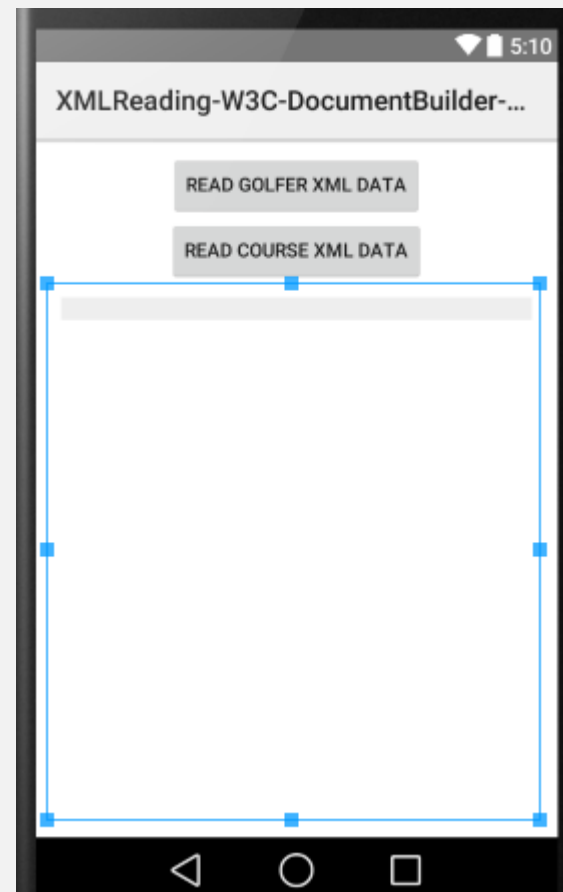 5:10
XMLReading-W3C-DocumentBuilder-...
READ GOLFER XML DATA
READ COURSE XML DATA